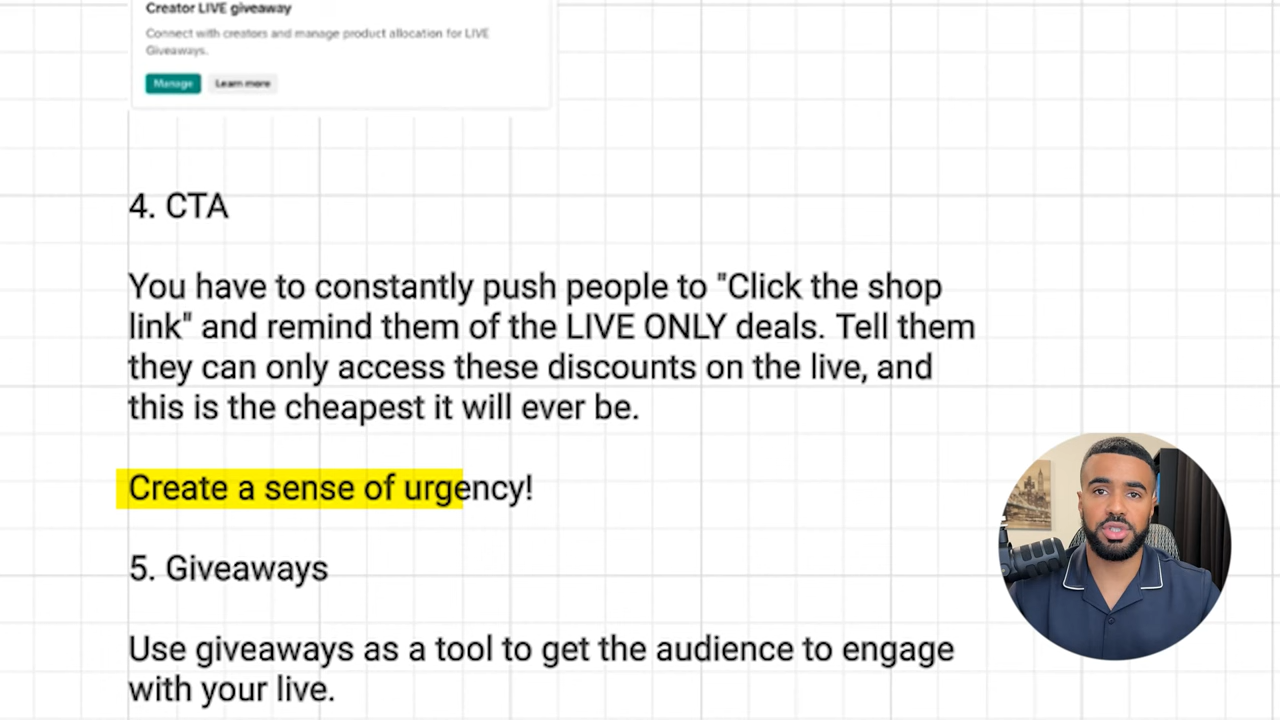 Creator LIVE giveaway
Connect with creators and manage product allocation for LIVE
Giveaways.
Manage
Learn more
4. CTA
You have to constantly push people to "Click the shop
link" and remind them of the LIVE ONLY deals. Tell them
they can only access these discounts on the live, and
this is the cheapest it will ever be.
Create a sense of urgency!
5. Giveaways
Use giveaways as a tool to get the audience to engage
with your live.